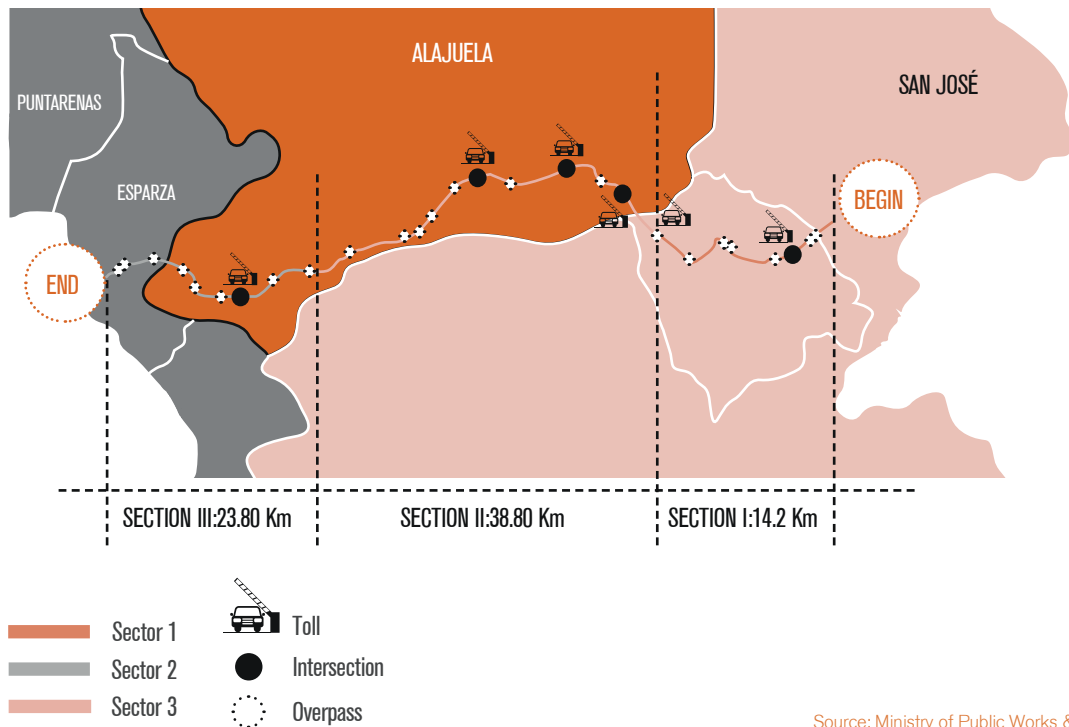 ALAJUELA
SAN JOSÉ
PUNTARENAS
ESPARZA
BEGIN
END
SECTION III:23.80 Km
SECTION II:38.80 Km
SECTION I:14.2 Km
Sector 1
Sector 2
Sector 3
Toll
Intersection
Overpass
Source: Ministry of Public Works &